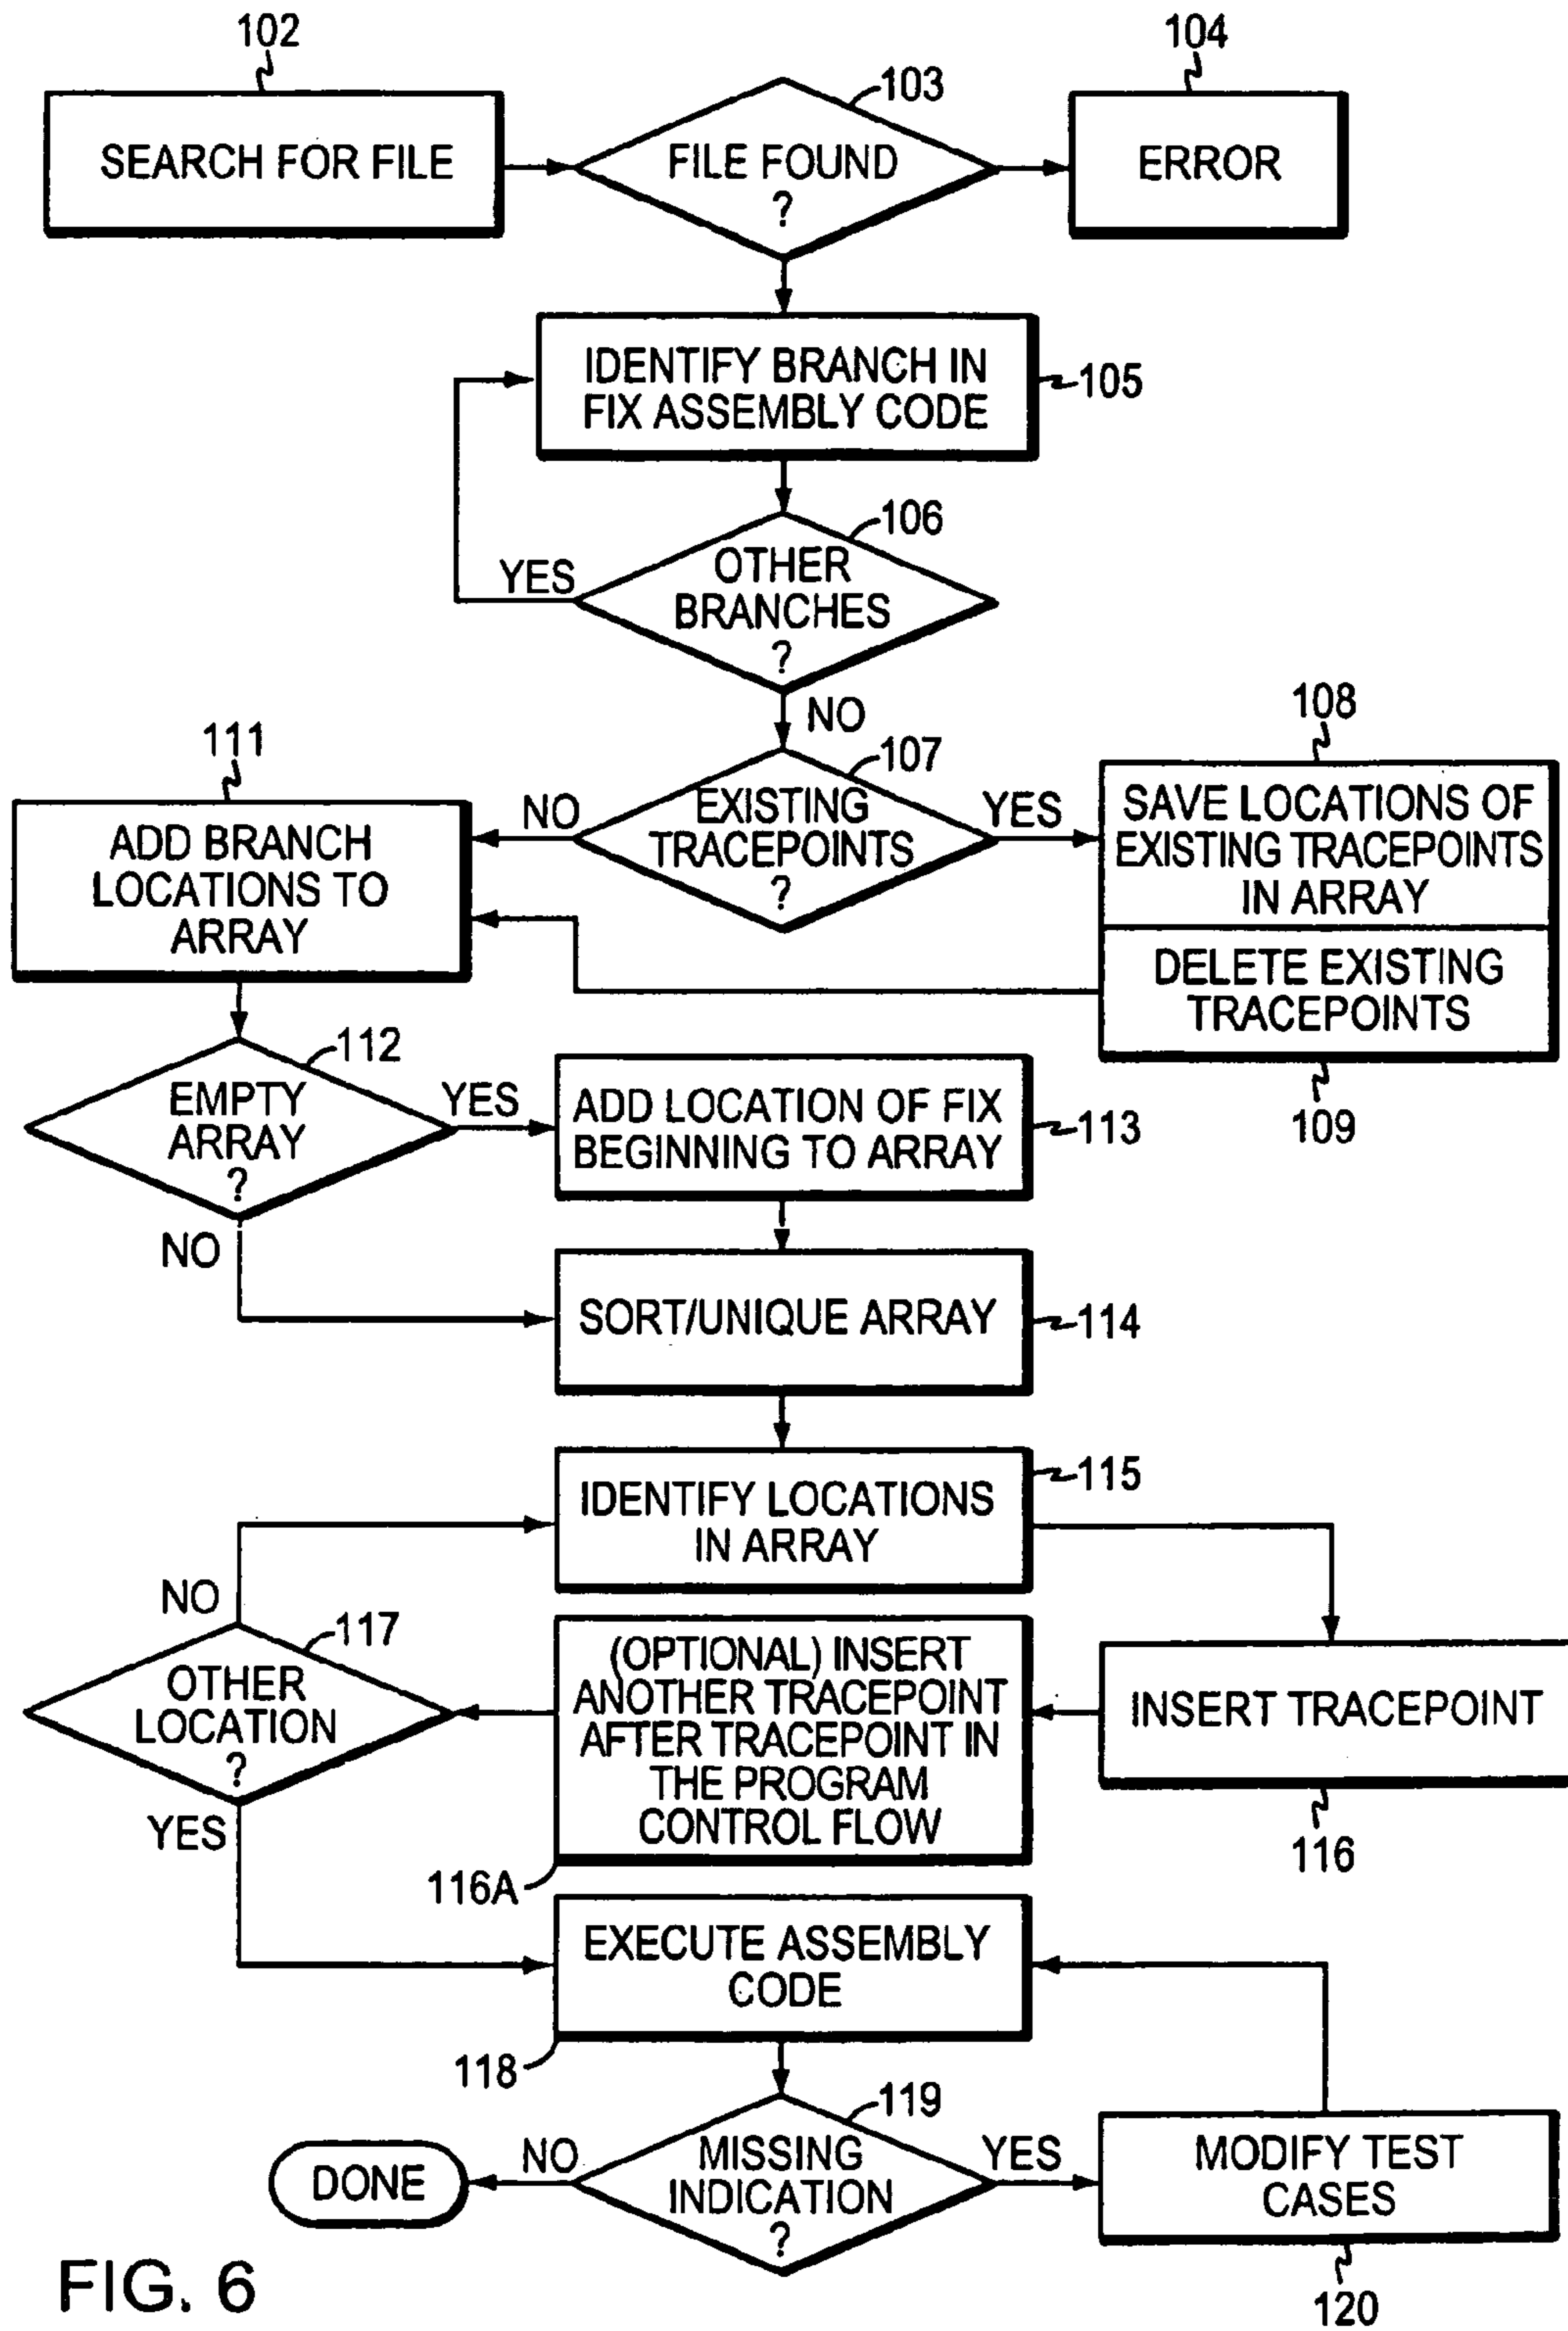 102
103
104
SEARCH FOR FILE
FILE FOUND
?
ERROR
IDENTIFY BRANCH IN
FIX ASSEMBLY CODE
105
106
OTHER
BRANCHES
?
YES
NO
107
108
111
EXISTING
TRACEPOINTS
?
NO
YES
SAVE LOCATIONS OF
EXISTING TRACEPOINTS
IN ARRAY
ADD BRANCH
LOCATIONS TO
ARRAY
DELETE EXISTING
TRACEPOINTS
109
112
EMPTY
ARRAY
?
YES
NO
ADD LOCATION OF FIX
BEGINNING TO ARRAY
113
SORT/UNIQUE ARRAY
114
IDENTIFY LOCATIONS
IN ARRAY
115
NO
117
OTHER
LOCATION
?
YES
(OPTIONAL) INSERT
ANOTHER TRACEPOINT
AFTER TRACEPOINT IN
THE PROGRAM
CONTROL FLOW
116A
INSERT TRACEPOINT
116
EXECUTE ASSEMBLY
CODE
118
119
MISSING
INDICATION
?
NO
YES
DONE
MODIFY TEST
CASES
120
FIG. 6